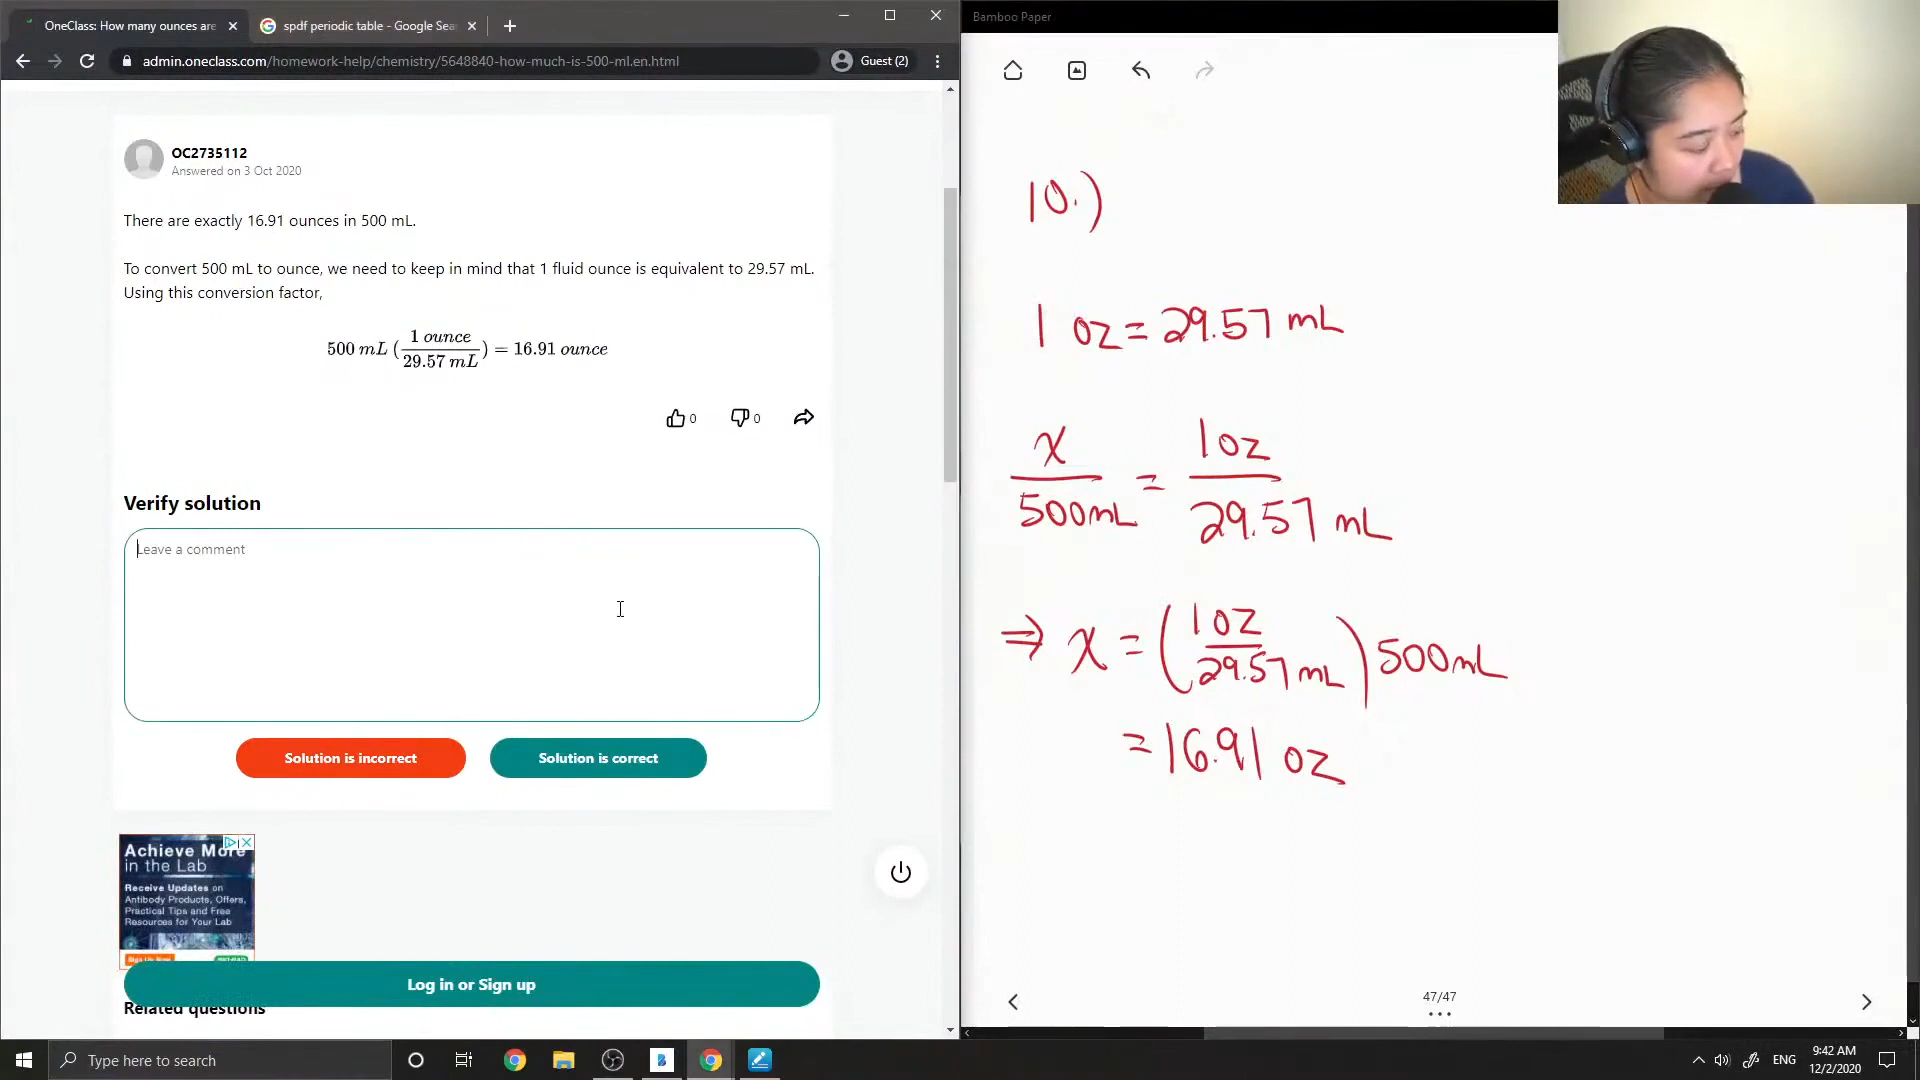 OneClass: How many ounces are
spdf periodic table - Google Sea
admin.oneclass.com/homework-help/chemistry/5648840-how-much-is-500-ml.en.html
Guest (2)
OC2735112
Answered on 3 Oct 2020
There are exactly 16.91 ounces in 500 mL.
To convert 500 mL to ounce, we need to keep in mind that 1 fluid ounce is equivalent to 29.57 mL.
Using this conversion factor,
500 mL (1 ounce / 29.57 mL) = 16.91 ounce
0
0
Verify solution
Leave a comment
Solution is incorrect
Solution is correct
Achieve More
in the Lab
Receive Updates on
Antibody Products, Offers,
Practical Tips and Free
Resources for Your Lab
Sign Up Now
Log in or Sign up
Related questions
Bamboo Paper
10.)
1 oz = 29.57 mL
x / 500mL = 1 oz / 29.57 mL
⇒ x = (1 oz / 29.57 mL) 500mL
= 16.91 oz
47/47
Type here to search
ENG
9:42 AM
12/2/2020